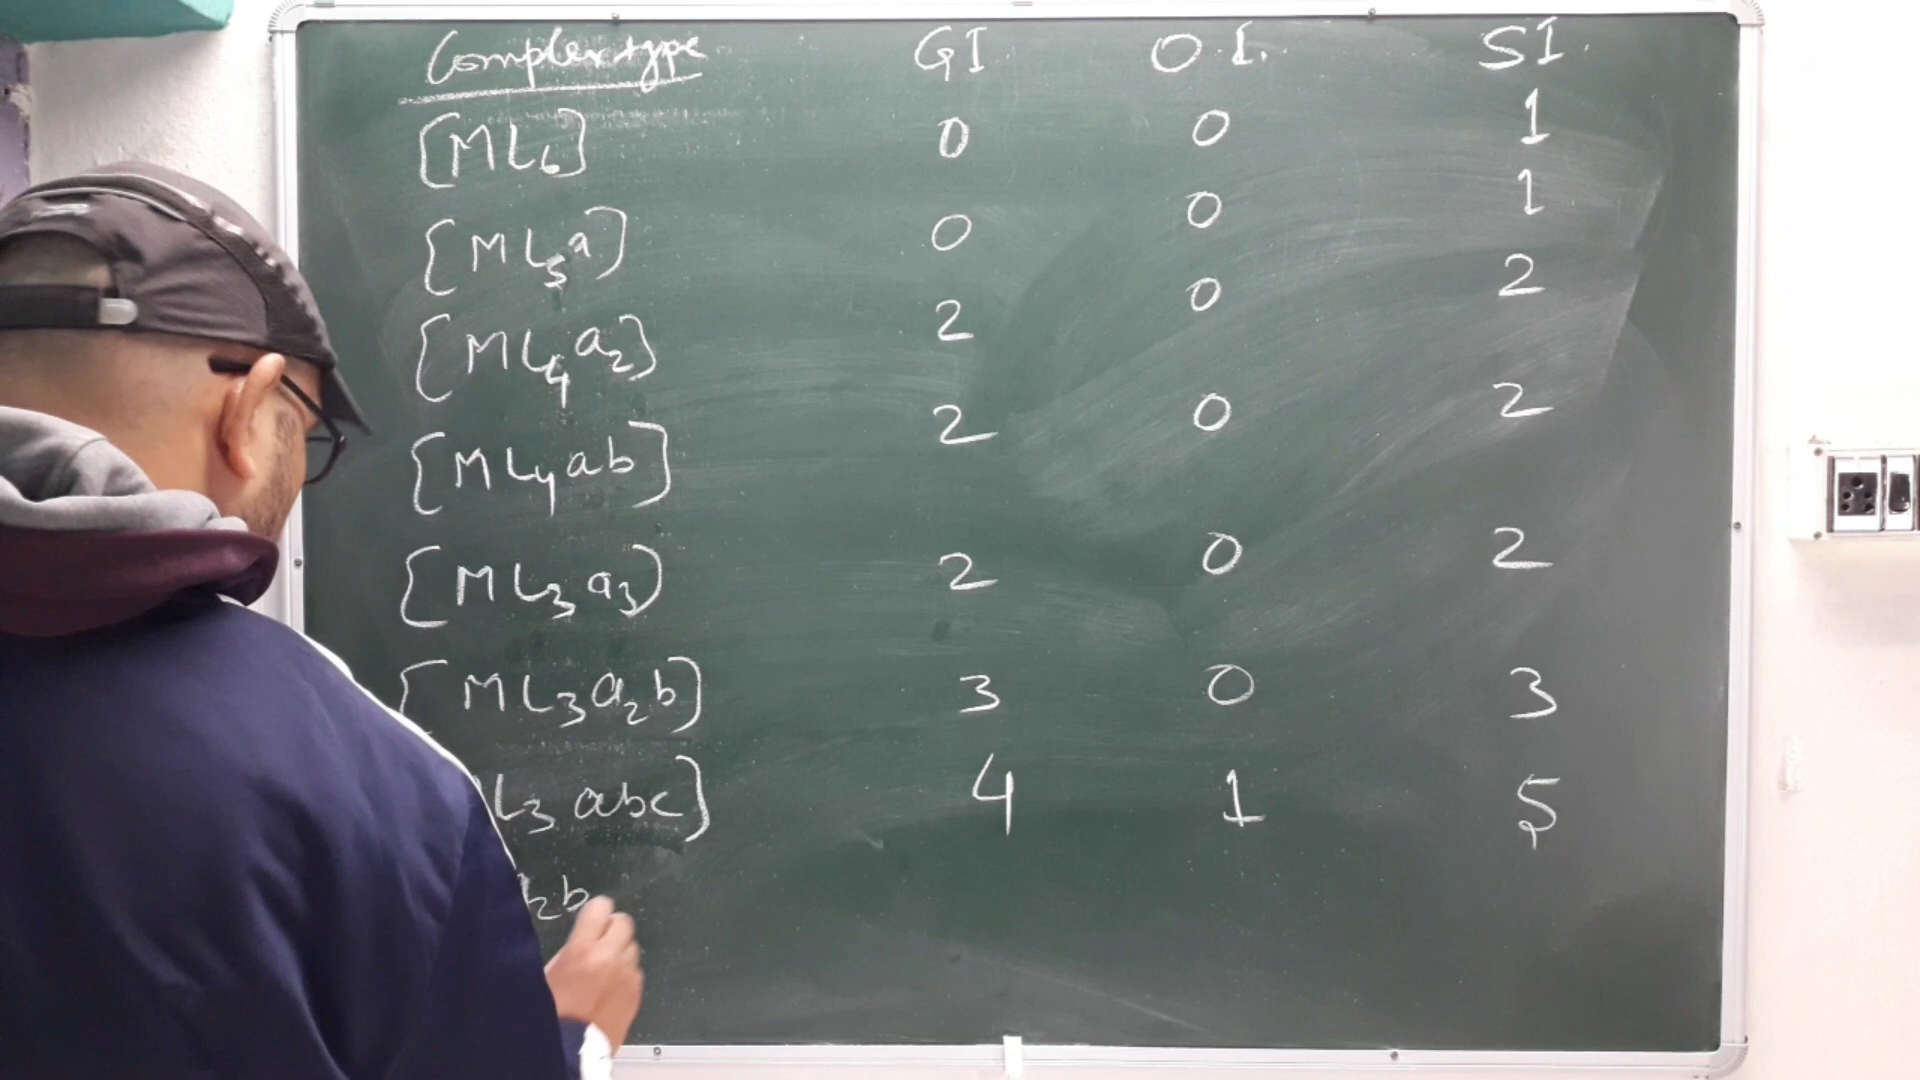 Complex type GI. O.I. SI.
[ML6] 0 0 1
[ML5a] 0 0 1
[ML4a2] 2 0 2
[ML4ab] 2 0 2
[ML3a3] 2 0 2
[ML3a2b] 3 0 3
L3abc] 4 1 5
2b